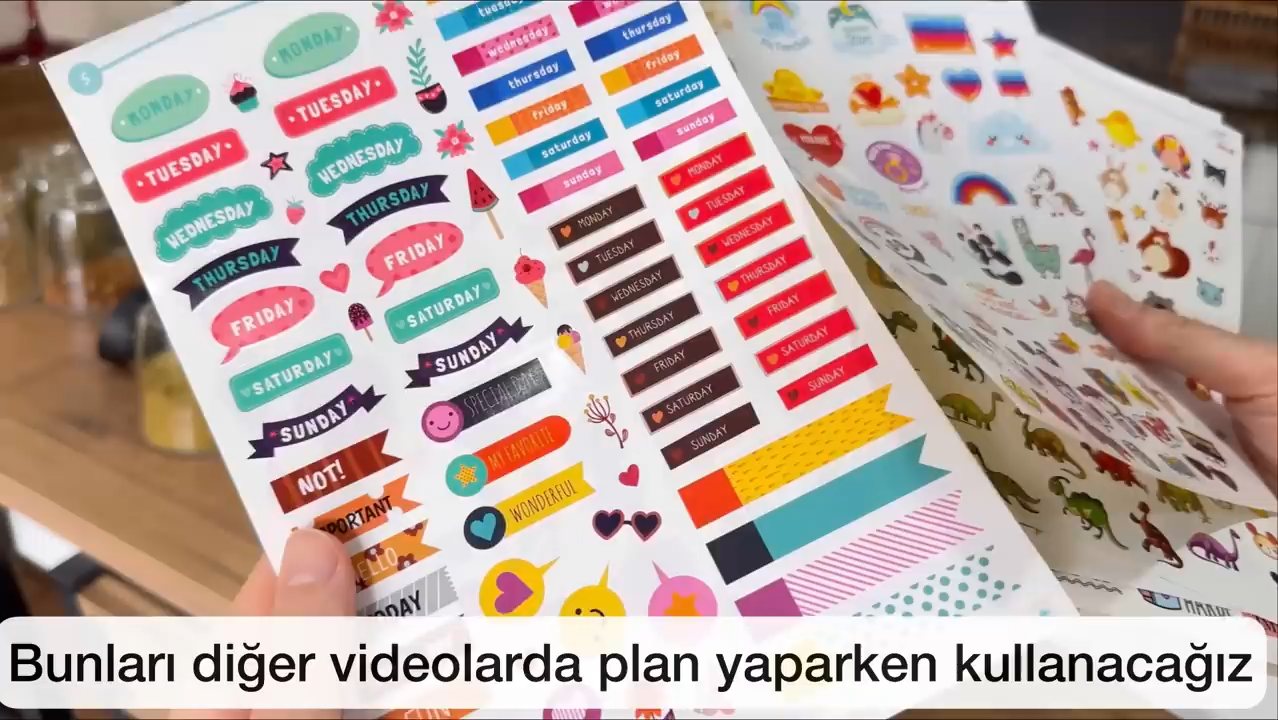 S
MONDAY
MONDAY
TUESDAY
TUESDAY
WEDNESDAY
WEDNESDAY
THURSDAY
THURSDAY
FRIDAY
FRIDAY
SATURDAY
SATURDAY
SUNDAY
SUNDAY
NOT!
SPECIAL DAY
MY FAVORITE
WONDERFUL
tuesday
wednesday
thursday
friday
saturday
sunday
thursday
friday
saturday
sunday
MONDAY
TUESDAY
WEDNESDAY
THURSDAY
FRIDAY
SATURDAY
SUNDAY
MONDAY
TUESDAY
WEDNESDAY
THURSDAY
FRIDAY
SATURDAY
SUNDAY
Bunları diğer videolarda plan yaparken kullanacağız